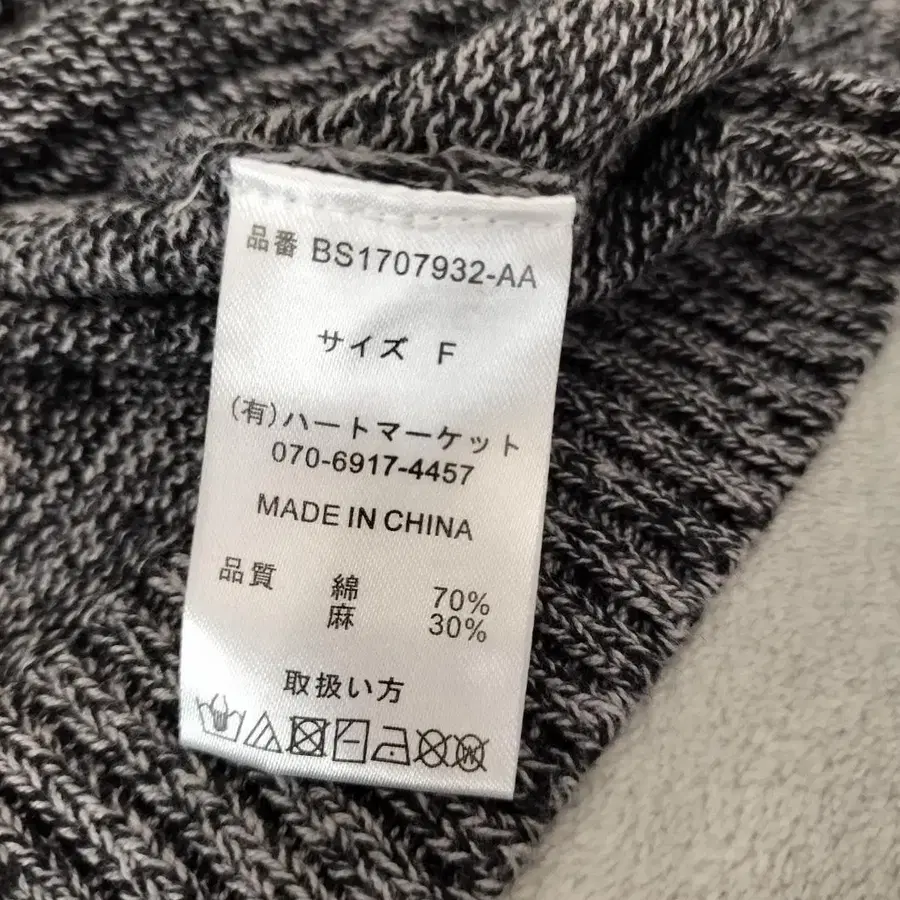 品番 BS1707932-AA
サイズ F
(有)ハートマーケット
070-6917-4457
MADE IN CHINA
品質 綿 70%
麻 30%
取扱い方